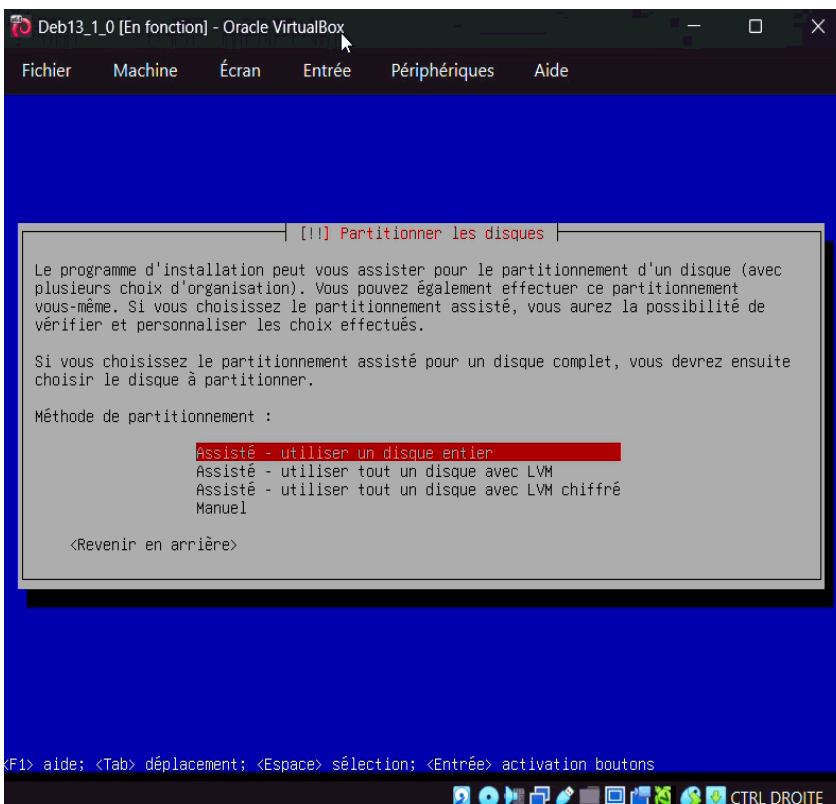 Deb13_1_0 [En fonction] - Oracle VirtualBox
Fichier Machine Écran Entrée Périphériques Aide
[!!] Partitionner les disques
Le programme d'installation peut vous assister pour le partitionnement d'un disque (avec
plusieurs choix d'organisation). Vous pouvez également effectuer ce partitionnement
vous-même. Si vous choisissez le partitionnement assisté, vous aurez la possibilité de
vérifier et personnaliser les choix effectués.
Si vous choisissez le partitionnement assisté pour un disque complet, vous devrez ensuite
choisir le disque à partitionner.
Méthode de partitionnement :
Assisté - utiliser un disque entier
Assisté - utiliser tout un disque avec LVM
Assisté - utiliser tout un disque avec LVM chiffré
Manuel
<Revenir en arrière>
<F1> aide; <Tab> déplacement; <Espace> sélection; <Entrée> activation boutons
CTRL DROITE